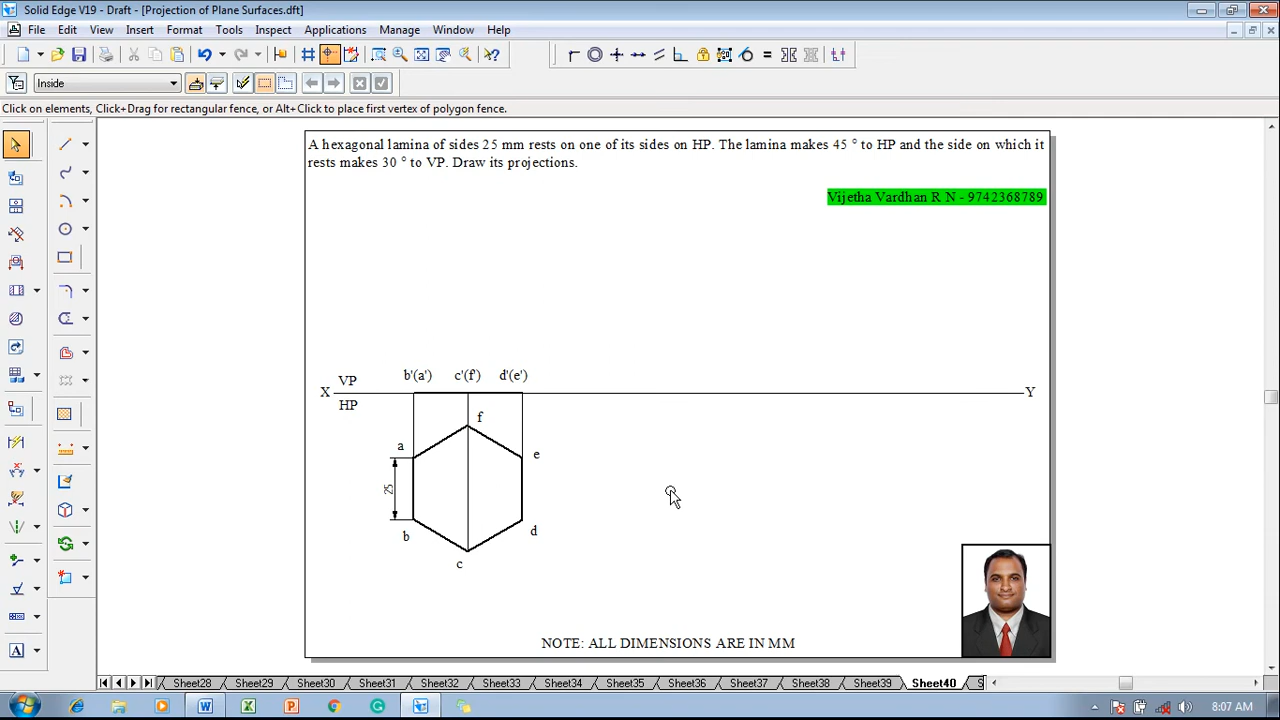 Solid Edge V19 - Draft - [Projection of Plane Surfaces.dft]
File Edit View Insert Format Tools Inspect Applications Manage Window Help
Inside
Click on elements, Click+Drag for rectangular fence, or Alt+Click to place first vertex of polygon fence.
A hexagonal lamina of sides 25 mm rests on one of its sides on HP. The lamina makes 45 ° to HP and the side on which it
rests makes 30 ° to VP. Draw its projections.
Vijetha Vardhan R N - 9742368789
b'(a') c'(f') d'(e')
VP
X Y
HP
f
a
e
25
b
d
c
NOTE: ALL DIMENSIONS ARE IN MM
Sheet28 Sheet29 Sheet30 Sheet31 Sheet32 Sheet33 Sheet34 Sheet35 Sheet36 Sheet37 Sheet38 Sheet39 Sheet40 S
8:07 AM